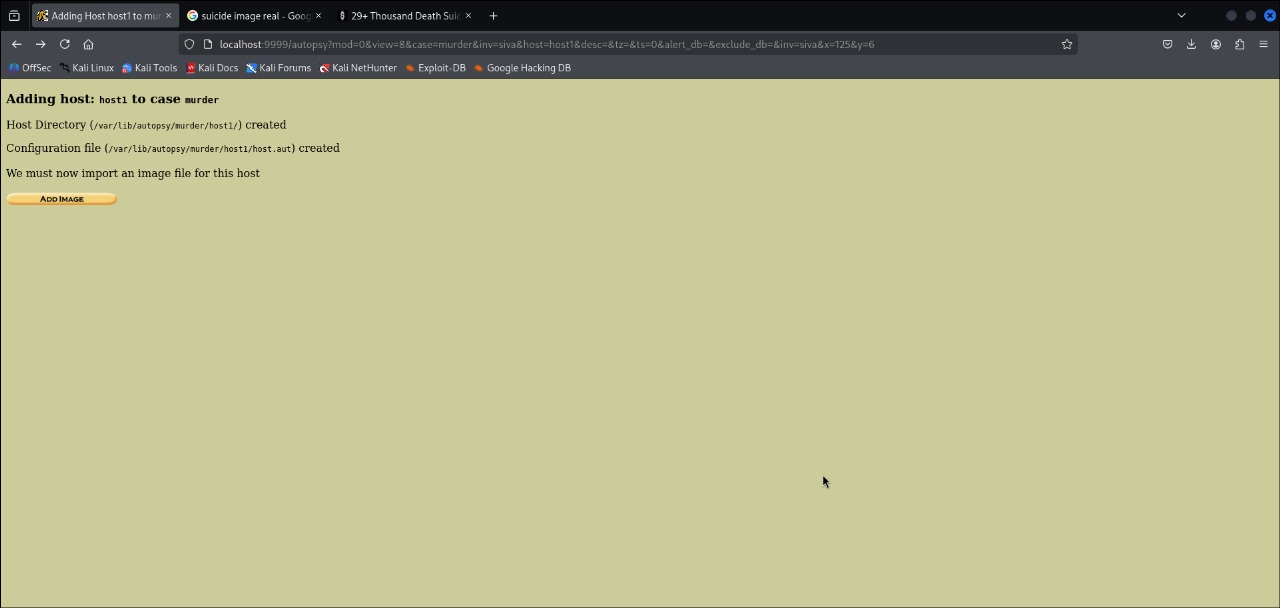 Adding Host host1 to mur
suicide image real - Goog
29+ Thousand Death Suic
localhost:9999/autopsy?mod=0&view=8&case=murder&inv=siva&host=host1&desc=&tz=&ts=0&alert_db=&exclude_db=&inv=siva&x=125&y=6
OffSec Kali Linux Kali Tools Kali Docs Kali Forums Kali NetHunter Exploit-DB Google Hacking DB
Adding host: host1 to case murder
Host Directory (/var/lib/autopsy/murder/host1/) created
Configuration file (/var/lib/autopsy/murder/host1/host.aut) created
We must now import an image file for this host
ADD IMAGE